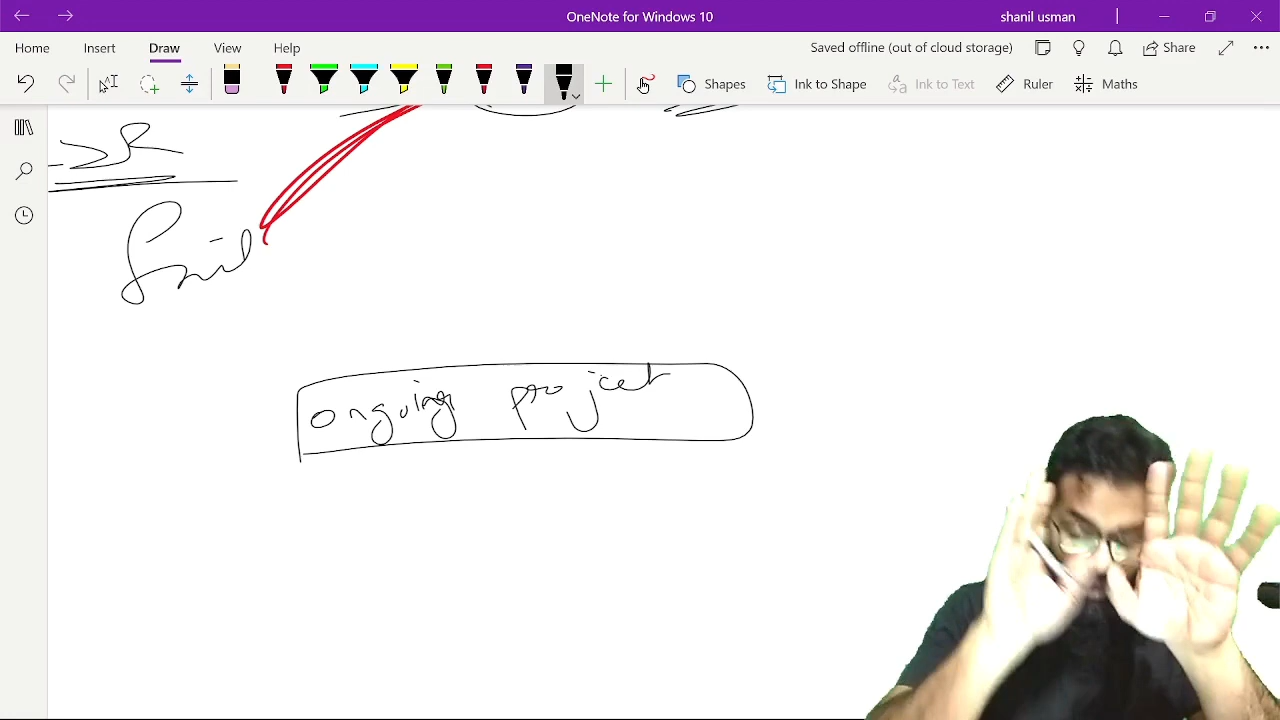 OneNote for Windows 10
shanil usman
Home Insert Draw View Help
Saved offline (out of cloud storage) Share
Shapes Ink to Shape Ink to Text Ruler Maths
ongoing projcet